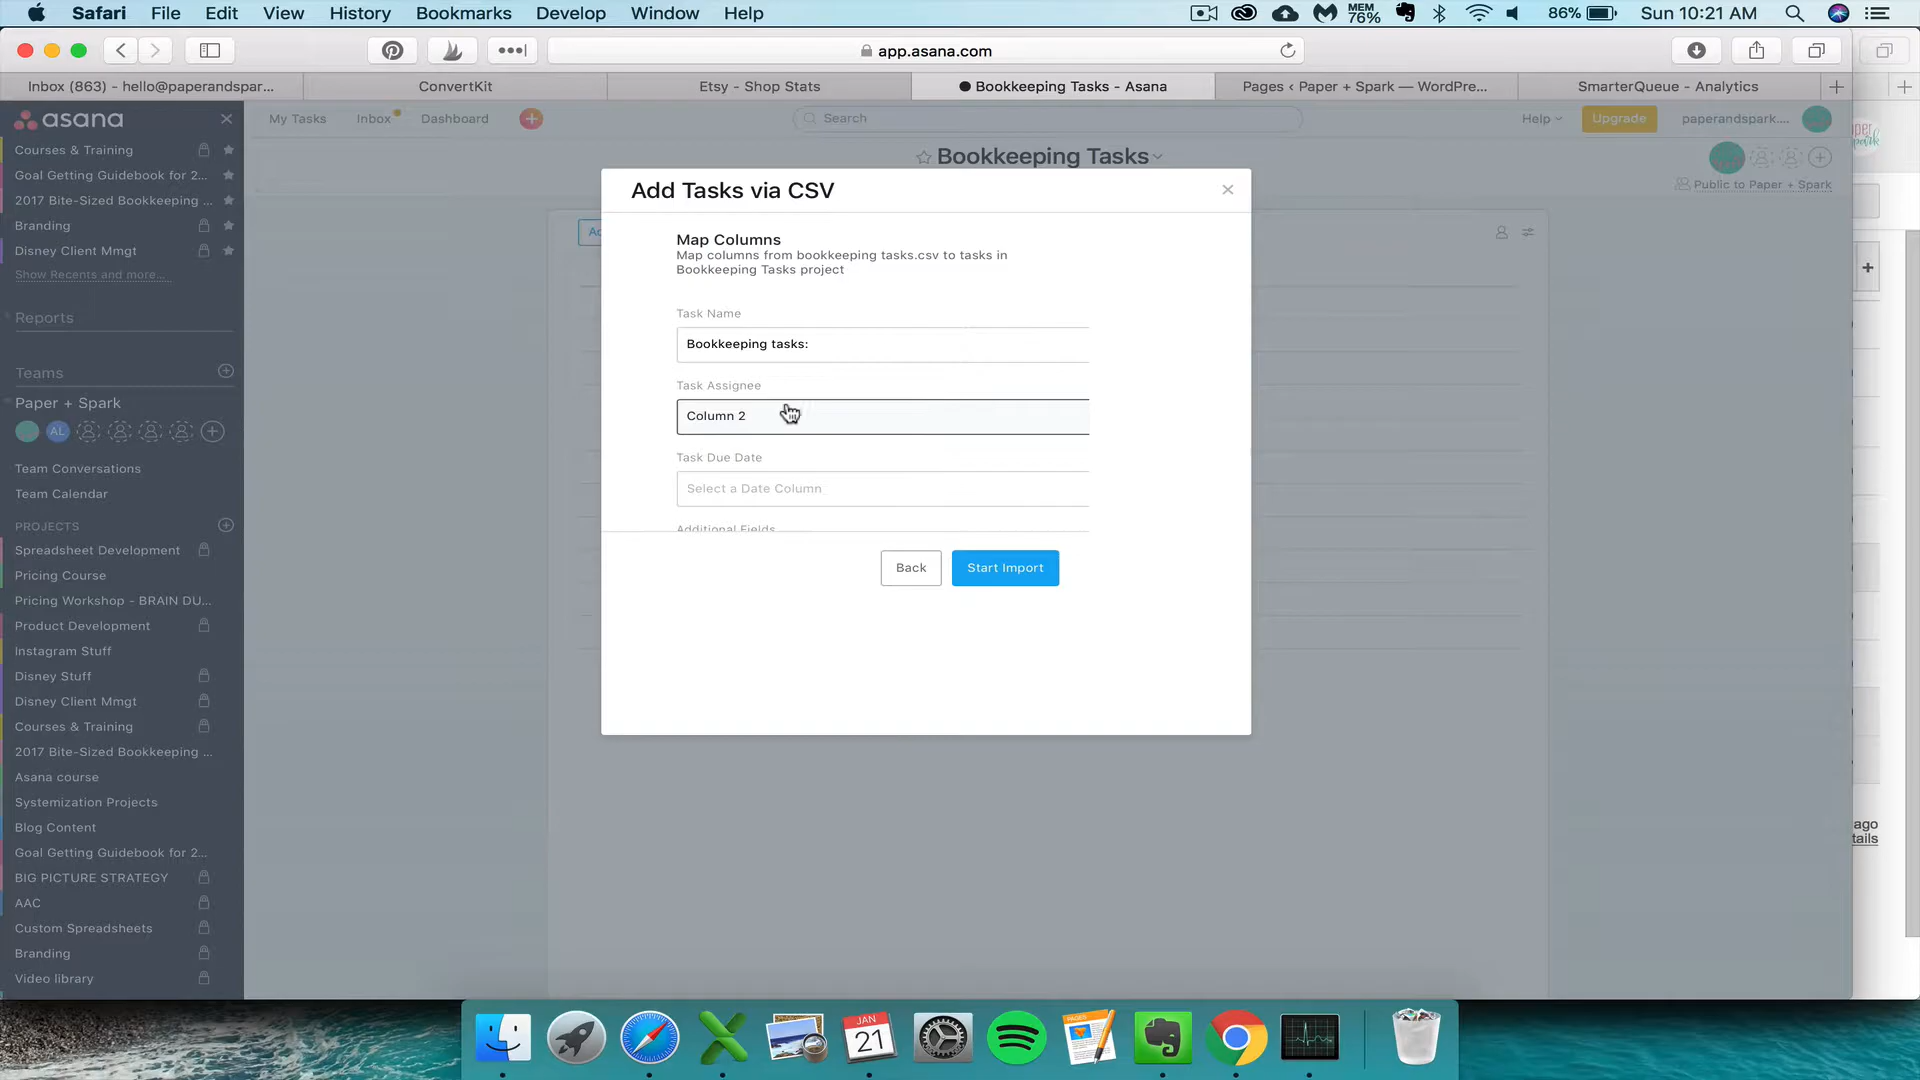 Safari File Edit View History Bookmarks Develop Window Help
MEM 76% 86% Sun 10:21 AM
app.asana.com
Inbox (863) - hello@paperandspar... ConvertKit Etsy - Shop Stats Bookkeeping Tasks - Asana Pages ‹ Paper + Spark — WordPre... SmarterQueue - Analytics
asana
My Tasks Inbox Dashboard Search Help Upgrade paperandspark....
Bookkeeping Tasks
Public to Paper + Spark
Courses & Training
Goal Getting Guidebook for 2...
2017 Bite-Sized Bookkeeping ...
Branding
Disney Client Mmgt
Show Recents and more...
Reports
Teams
Paper + Spark
AL
Team Conversations
Team Calendar
PROJECTS
Spreadsheet Development
Pricing Course
Pricing Workshop - BRAIN DU...
Product Development
Instagram Stuff
Disney Stuff
Disney Client Mmgt
Courses & Training
2017 Bite-Sized Bookkeeping ...
Asana course
Systemization Projects
Blog Content
Goal Getting Guidebook for 2...
BIG PICTURE STRATEGY
AAC
Custom Spreadsheets
Branding
Video library
Add Tasks via CSV
Map Columns
Map columns from bookkeeping tasks.csv to tasks in
Bookkeeping Tasks project
Task Name
Bookkeeping tasks:
Task Assignee
Column 2
Task Due Date
Select a Date Column
Additional Fields
Back Start Import
ago
tails
JAN
21
PAGES